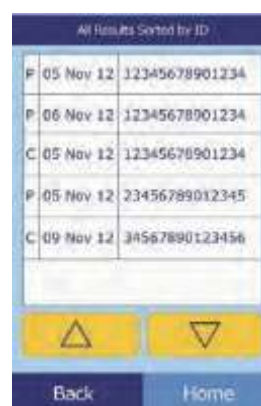 All Results Sorted by ID
P 05 Nov 12 12345678901234
P 06 Nov 12 12345678901234
C 05 Nov 12 12345678901234
P 05 Nov 12 23456789012345
C 09 Nov 12 34567890123456
Back Home